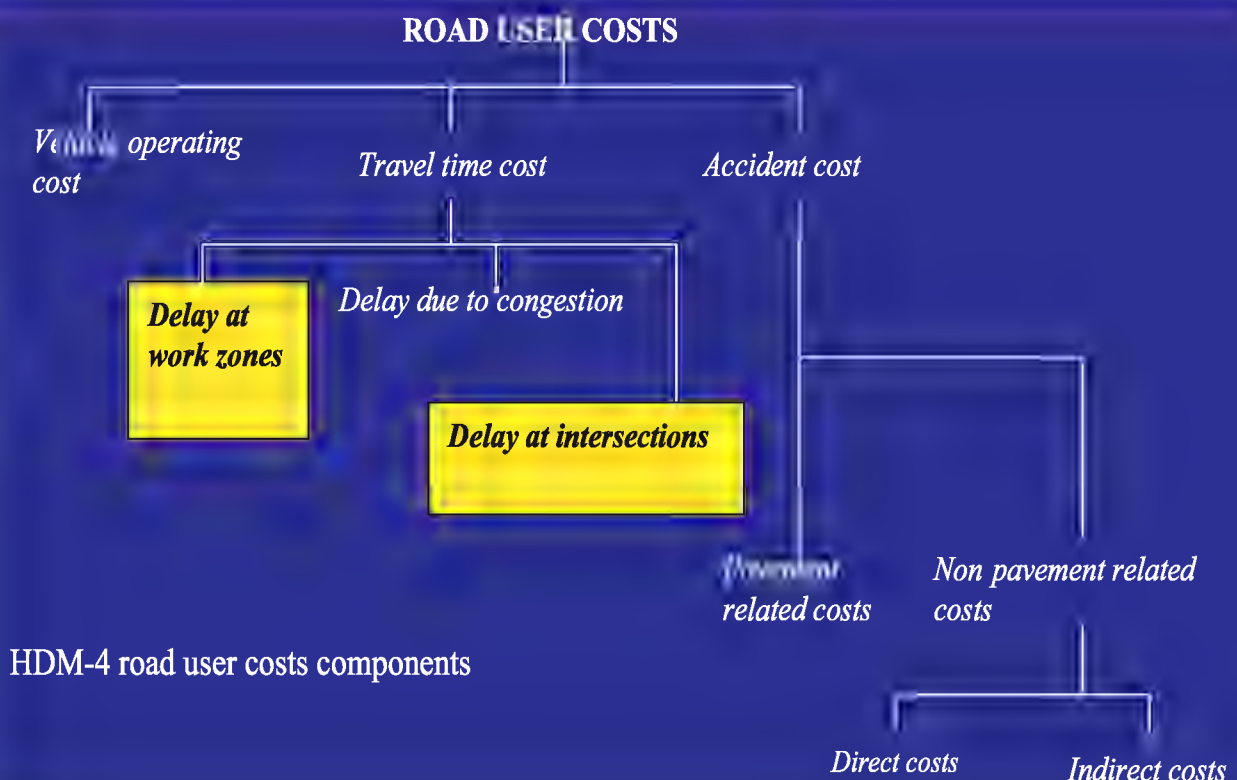 ROAD USER COSTS
Vehicle operating
cost
Travel time cost
Accident cost
Delay at
work zones
Delay due to congestion
Delay at intersections
related costs
Non pavement related
costs
HDM-4 road user costs components
Direct costs
Indirect costs